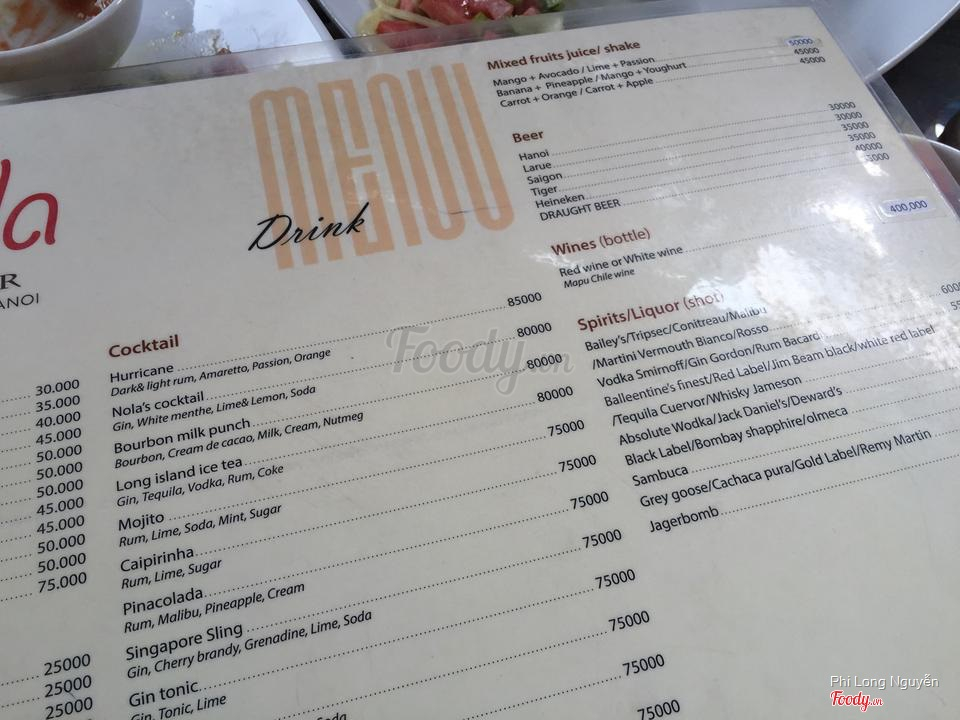 la
R
ANOI
MENU
Drink
30.000
35.000
40.000
45.000
50.000
50.000
50.000
45.000
45.000
50.000
50.000
75.000
25000
25000
25000
Cocktail
Hurricane 85000
Dark& light rum, Amaretto, Passion, Orange
Nola's cocktail 80000
Gin, White menthe, Lime& Lemon, Soda
Bourbon milk punch 80000
Bourbon, Cream de cacao, Milk, Cream, Nutmeg
Long island ice tea 80000
Gin, Tequila, Vodka, Rum, Coke
Mojito 75000
Rum, Lime, Soda, Mint, Sugar
Caipirinha 75000
Rum, Lime, Sugar
Pinacolada 75000
Rum, Malibu, Pineapple, Cream
Singapore Sling 75000
Gin, Cherry brandy, Grenadine, Lime, Soda
Gin tonic 75000
Gin, Tonic, Lime
75000
Soda
75000
75000
Mixed fruits juice/ shake
Mango + Avocado / Lime + Passion 50000
Banana + Pineapple / Mango + Youghurt 45000
Carrot + Orange / Carrot + Apple 45000
Beer
Hanoi 30000
Larue 30000
Saigon 35000
Tiger 35000
Heineken 40000
DRAUGHT BEER
Wines (bottle)
Red wine or White wine 400,000
Mapu Chile wine
Spirits/Liquor (shot)
Bailey's/Tripsec/Conitreau/Malibu
/Martini Vermouth Bianco/Rosso
Vodka Smirnoff/Gin Gordon/Rum Bacard
Balleentine's finest/Red Label/Jim Beam black/white red label
/Tequila Cuervor/Whisky Jameson
Absolute Wodka/Jack Daniel's/Deward's
Black Label/Bombay shapphire/olmeca
Sambuca
Grey goose/Cachaca pura/Gold Label/Remy Martin
Jagerbomb
Foody.vn
Phi Long Nguyễn
Foody.vn